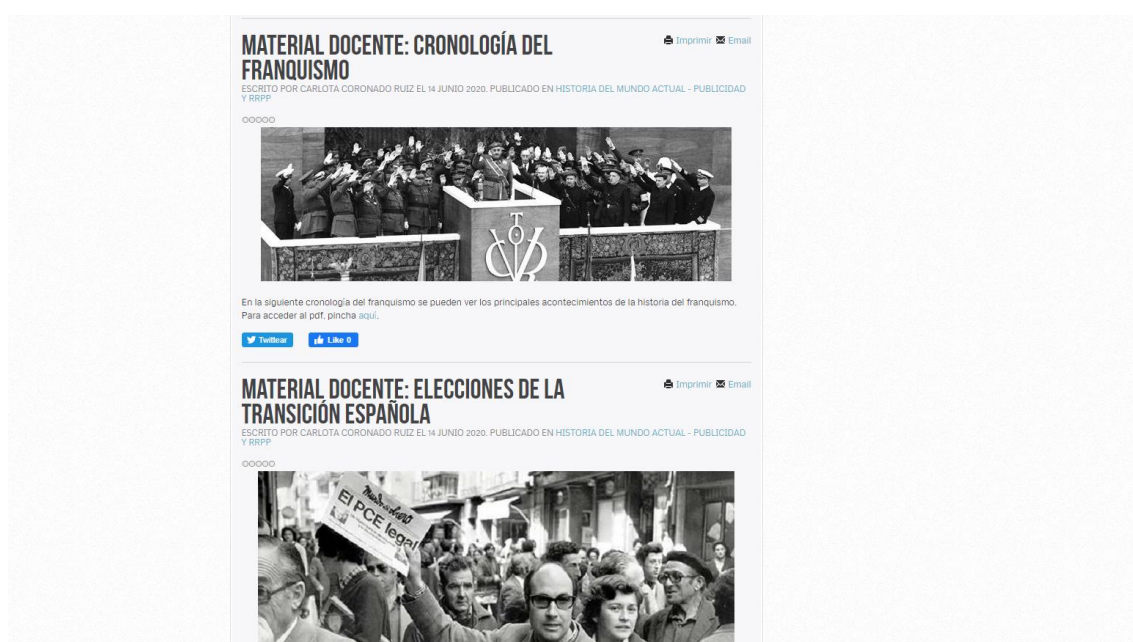 MATERIAL DOCENTE: CRONOLOGÍA DEL
FRANQUISMO
Imprimir Email
ESCRITO POR CARLOTA CORONADO RUIZ EL 14 JUNIO 2020. PUBLICADO EN HISTORIA DEL MUNDO ACTUAL - PUBLICIDAD
Y RRPP
En la siguiente cronología del franquismo se pueden ver los principales acontecimientos de la historia del franquismo.
Para acceder al pdf, pincha aquí..
Twittear Like 0
MATERIAL DOCENTE: ELECCIONES DE LA
TRANSICIÓN ESPAÑOLA
Imprimir Email
ESCRITO POR CARLOTA CORONADO RUIZ EL 14 JUNIO 2020. PUBLICADO EN HISTORIA DEL MUNDO ACTUAL - PUBLICIDAD
Y RRPP
Mundo obrero
El PCE legal